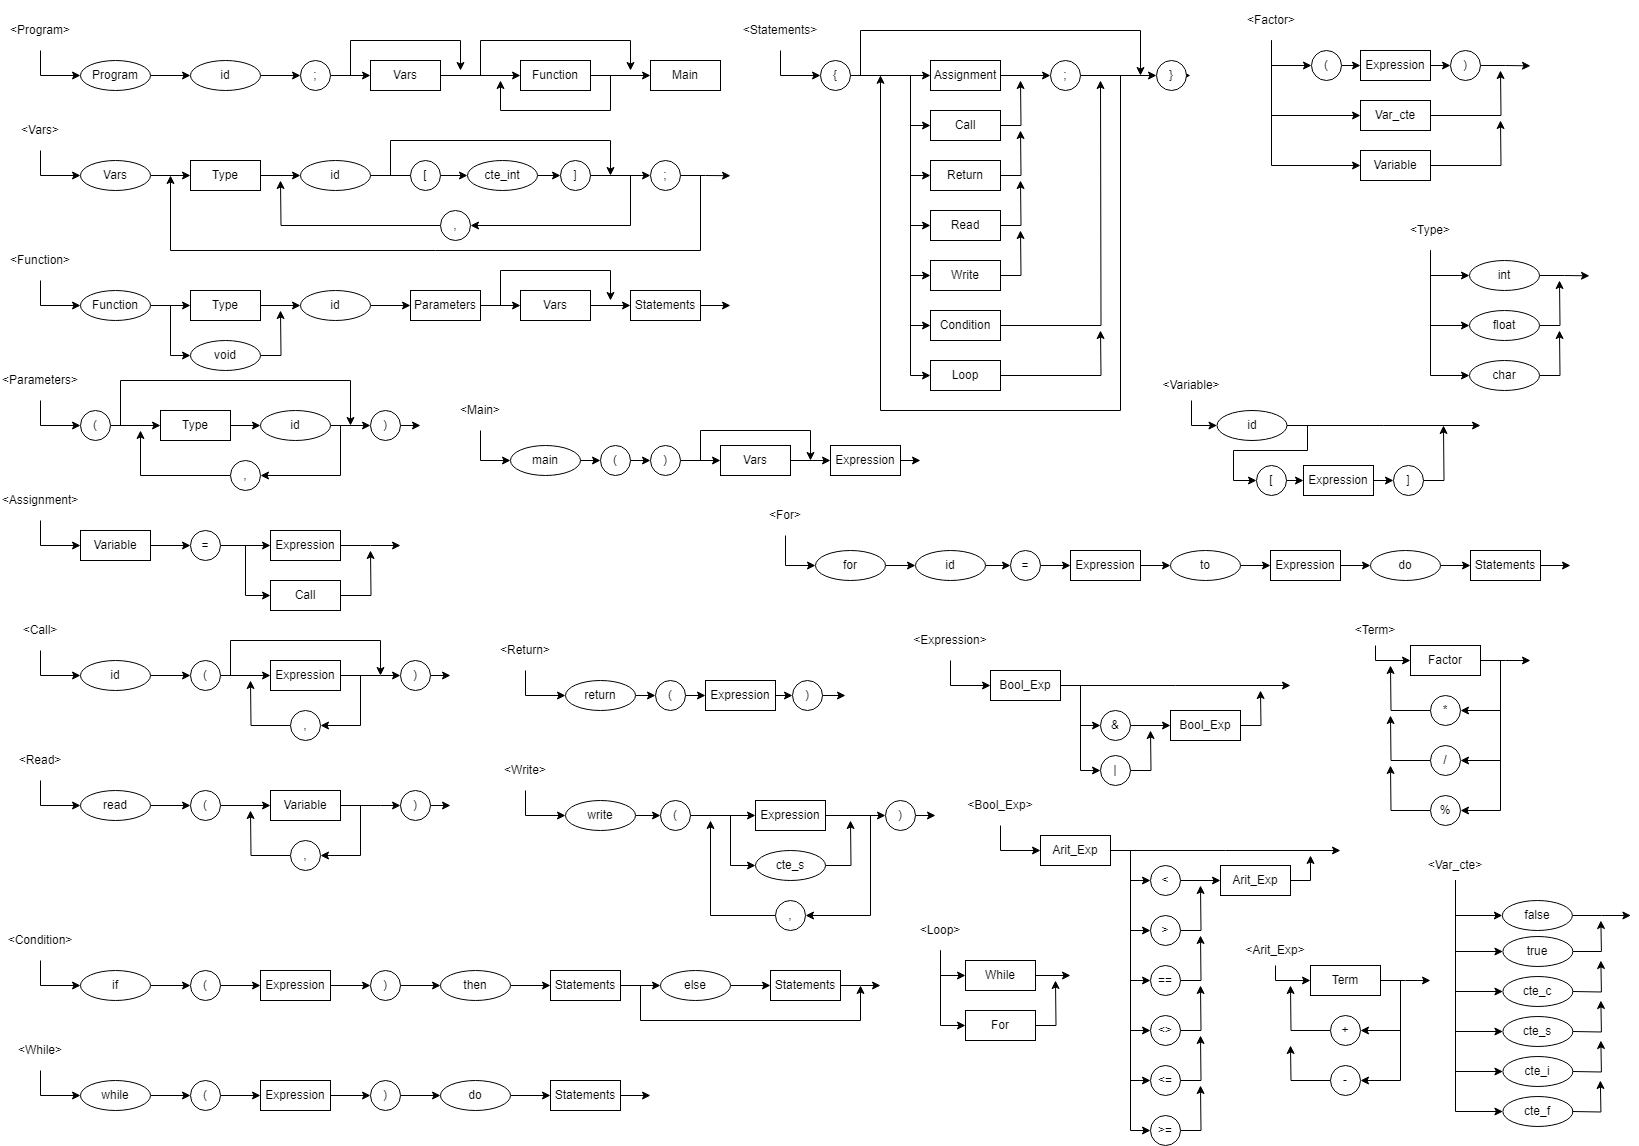 <Program>
Program id ; Vars Function Main
<Vars>
Vars Type id [ cte_int ] ;
,
<Function>
Function Type id Parameters Vars Statements
void
<Parameters>
( Type id )
,
<Main>
main ( ) Vars Expression
<Statements>
{ Assignment ; }
Call
Return
Read
Write
Condition
Loop
<Factor>
( Expression )
Var_cte
Variable
<Type>
int
float
char
<Variable>
id
[ Expression ]
<Assignment>
Variable = Expression
Call
<For>
for id = Expression to Expression do Statements
<Call>
id ( Expression )
,
<Return>
return ( Expression )
<Expression>
Bool_Exp
& Bool_Exp
|
<Term>
Factor
*
/
%
<Read>
read ( Variable )
,
<Write>
write ( Expression )
cte_s
,
<Bool_Exp>
Arit_Exp
< Arit_Exp
>
==
<>
<=
>=
<Var_cte>
false
true
cte_c
cte_s
cte_i
cte_f
<Condition>
if ( Expression ) then Statements else Statements
<Loop>
While
For
<Arit_Exp>
Term
+
-
<While>
while ( Expression ) do Statements